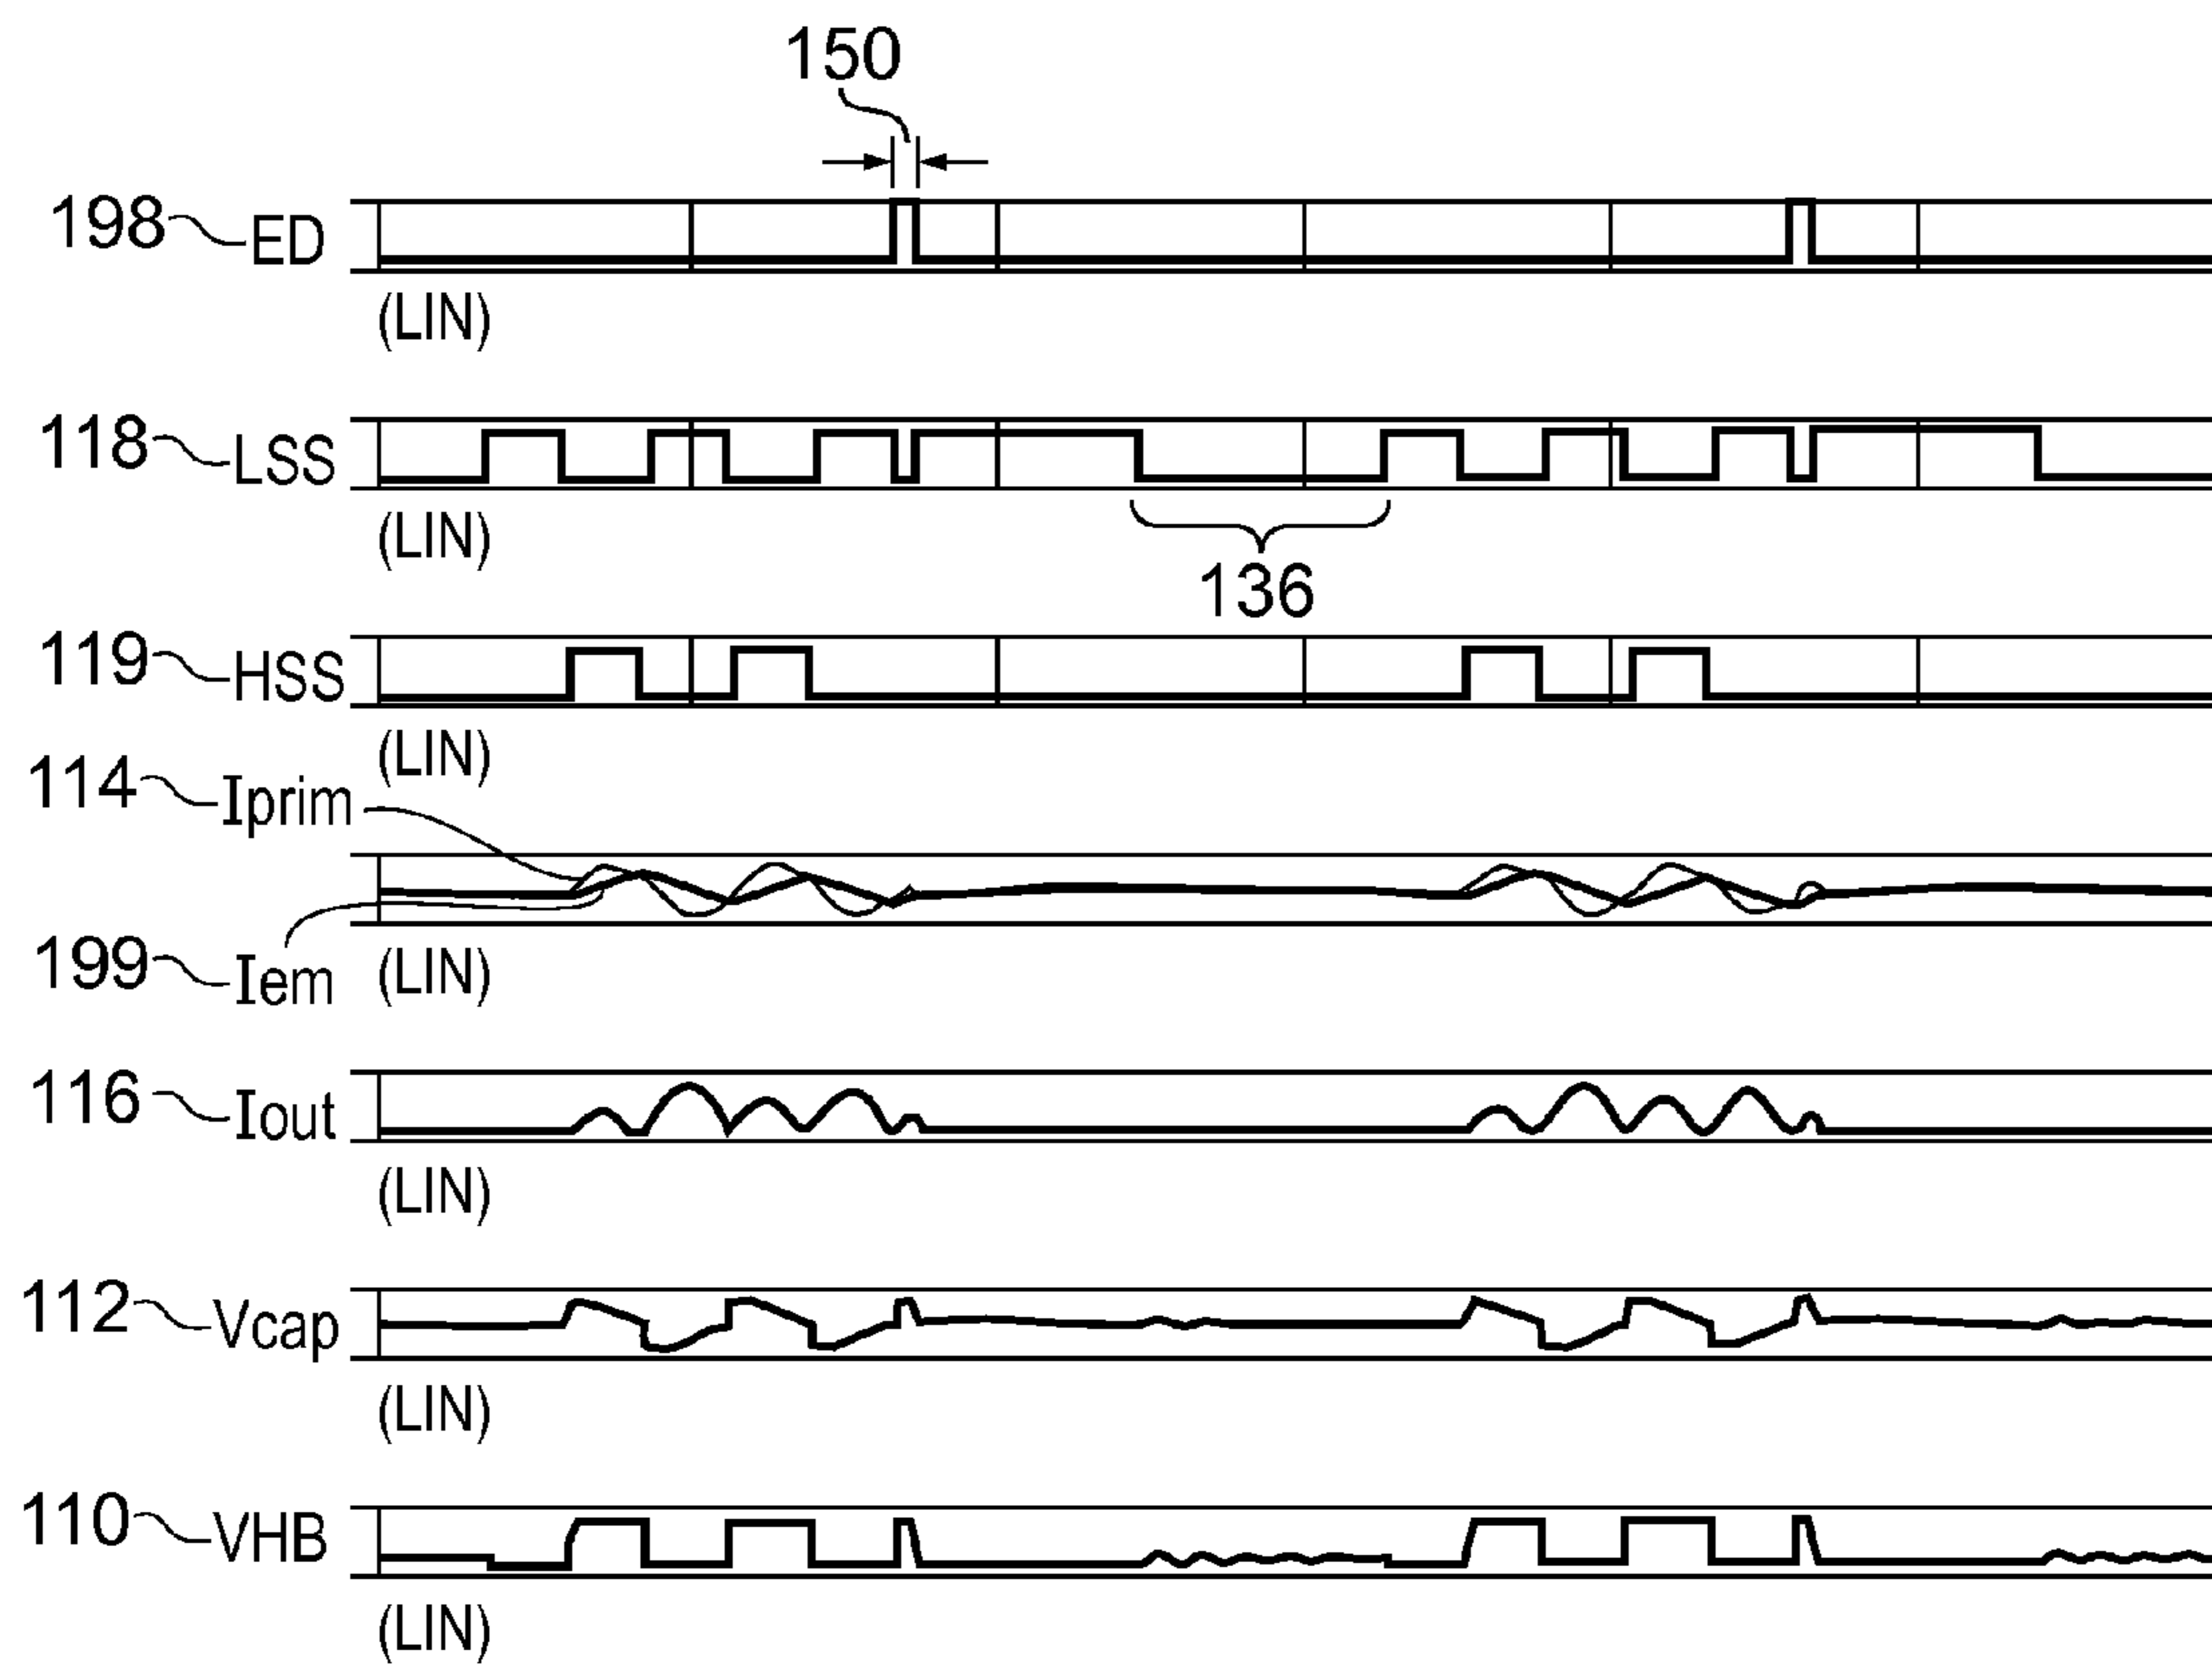 150
198 ED
(LIN)
118 LSS
(LIN)
136
119 HSS
(LIN)
114 Iprim
199 Iem
(LIN)
116 Iout
(LIN)
112 Vcap
(LIN)
110 VHB
(LIN)